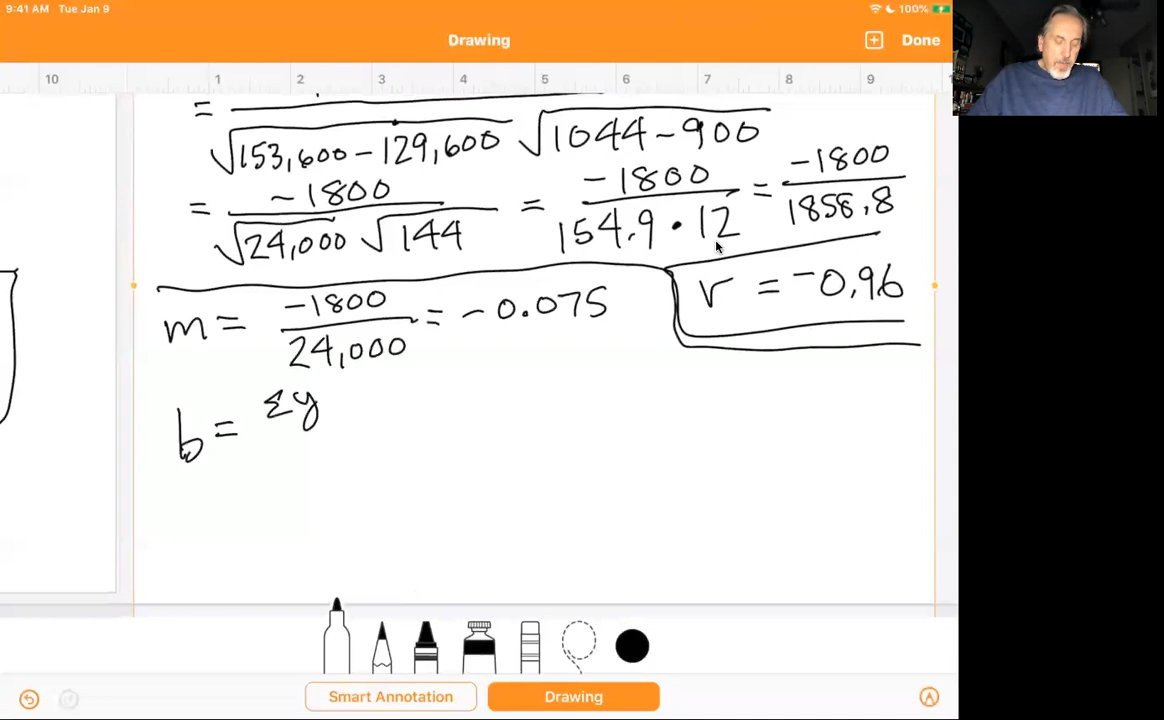 9:41 AM Tue Jan 9
100%
Drawing
Done
10 1 2 3 4 5 6 7 8 9
=
√153,600-129,600 √1044-900
= -1800 / √24,000 √144 = -1800 / 154.9 · 12 = -1800 / 1858.8
r = -0.96
m = -1800 / 24,000 = -0.075
b = Σy
Smart Annotation
Drawing